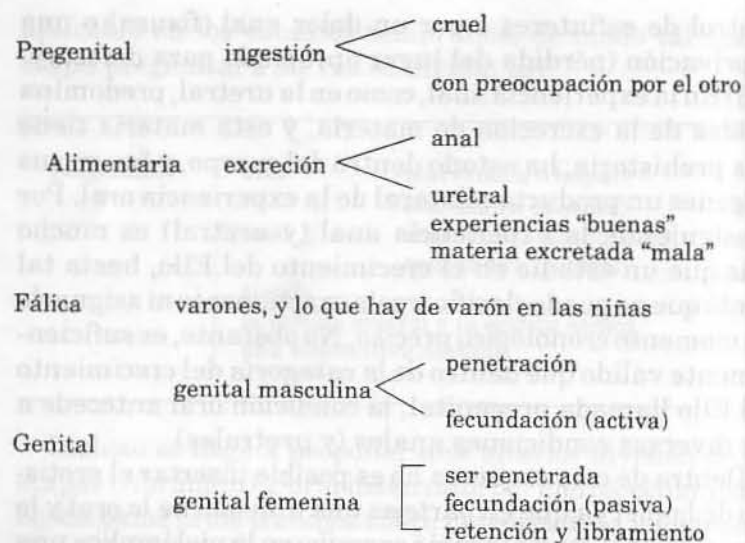 cruel
Pregenital ingestión
con preocupación por el otro
anal
Alimentaria excreción
uretral
experiencias “buenas”
materia excretada “mala”
Fálica varones, y lo que hay de varón en las niñas
penetración
genital masculina
fecundación (activa)
Genital
ser penetrada
genital femenina fecundación (pasiva)
retención y libramiento